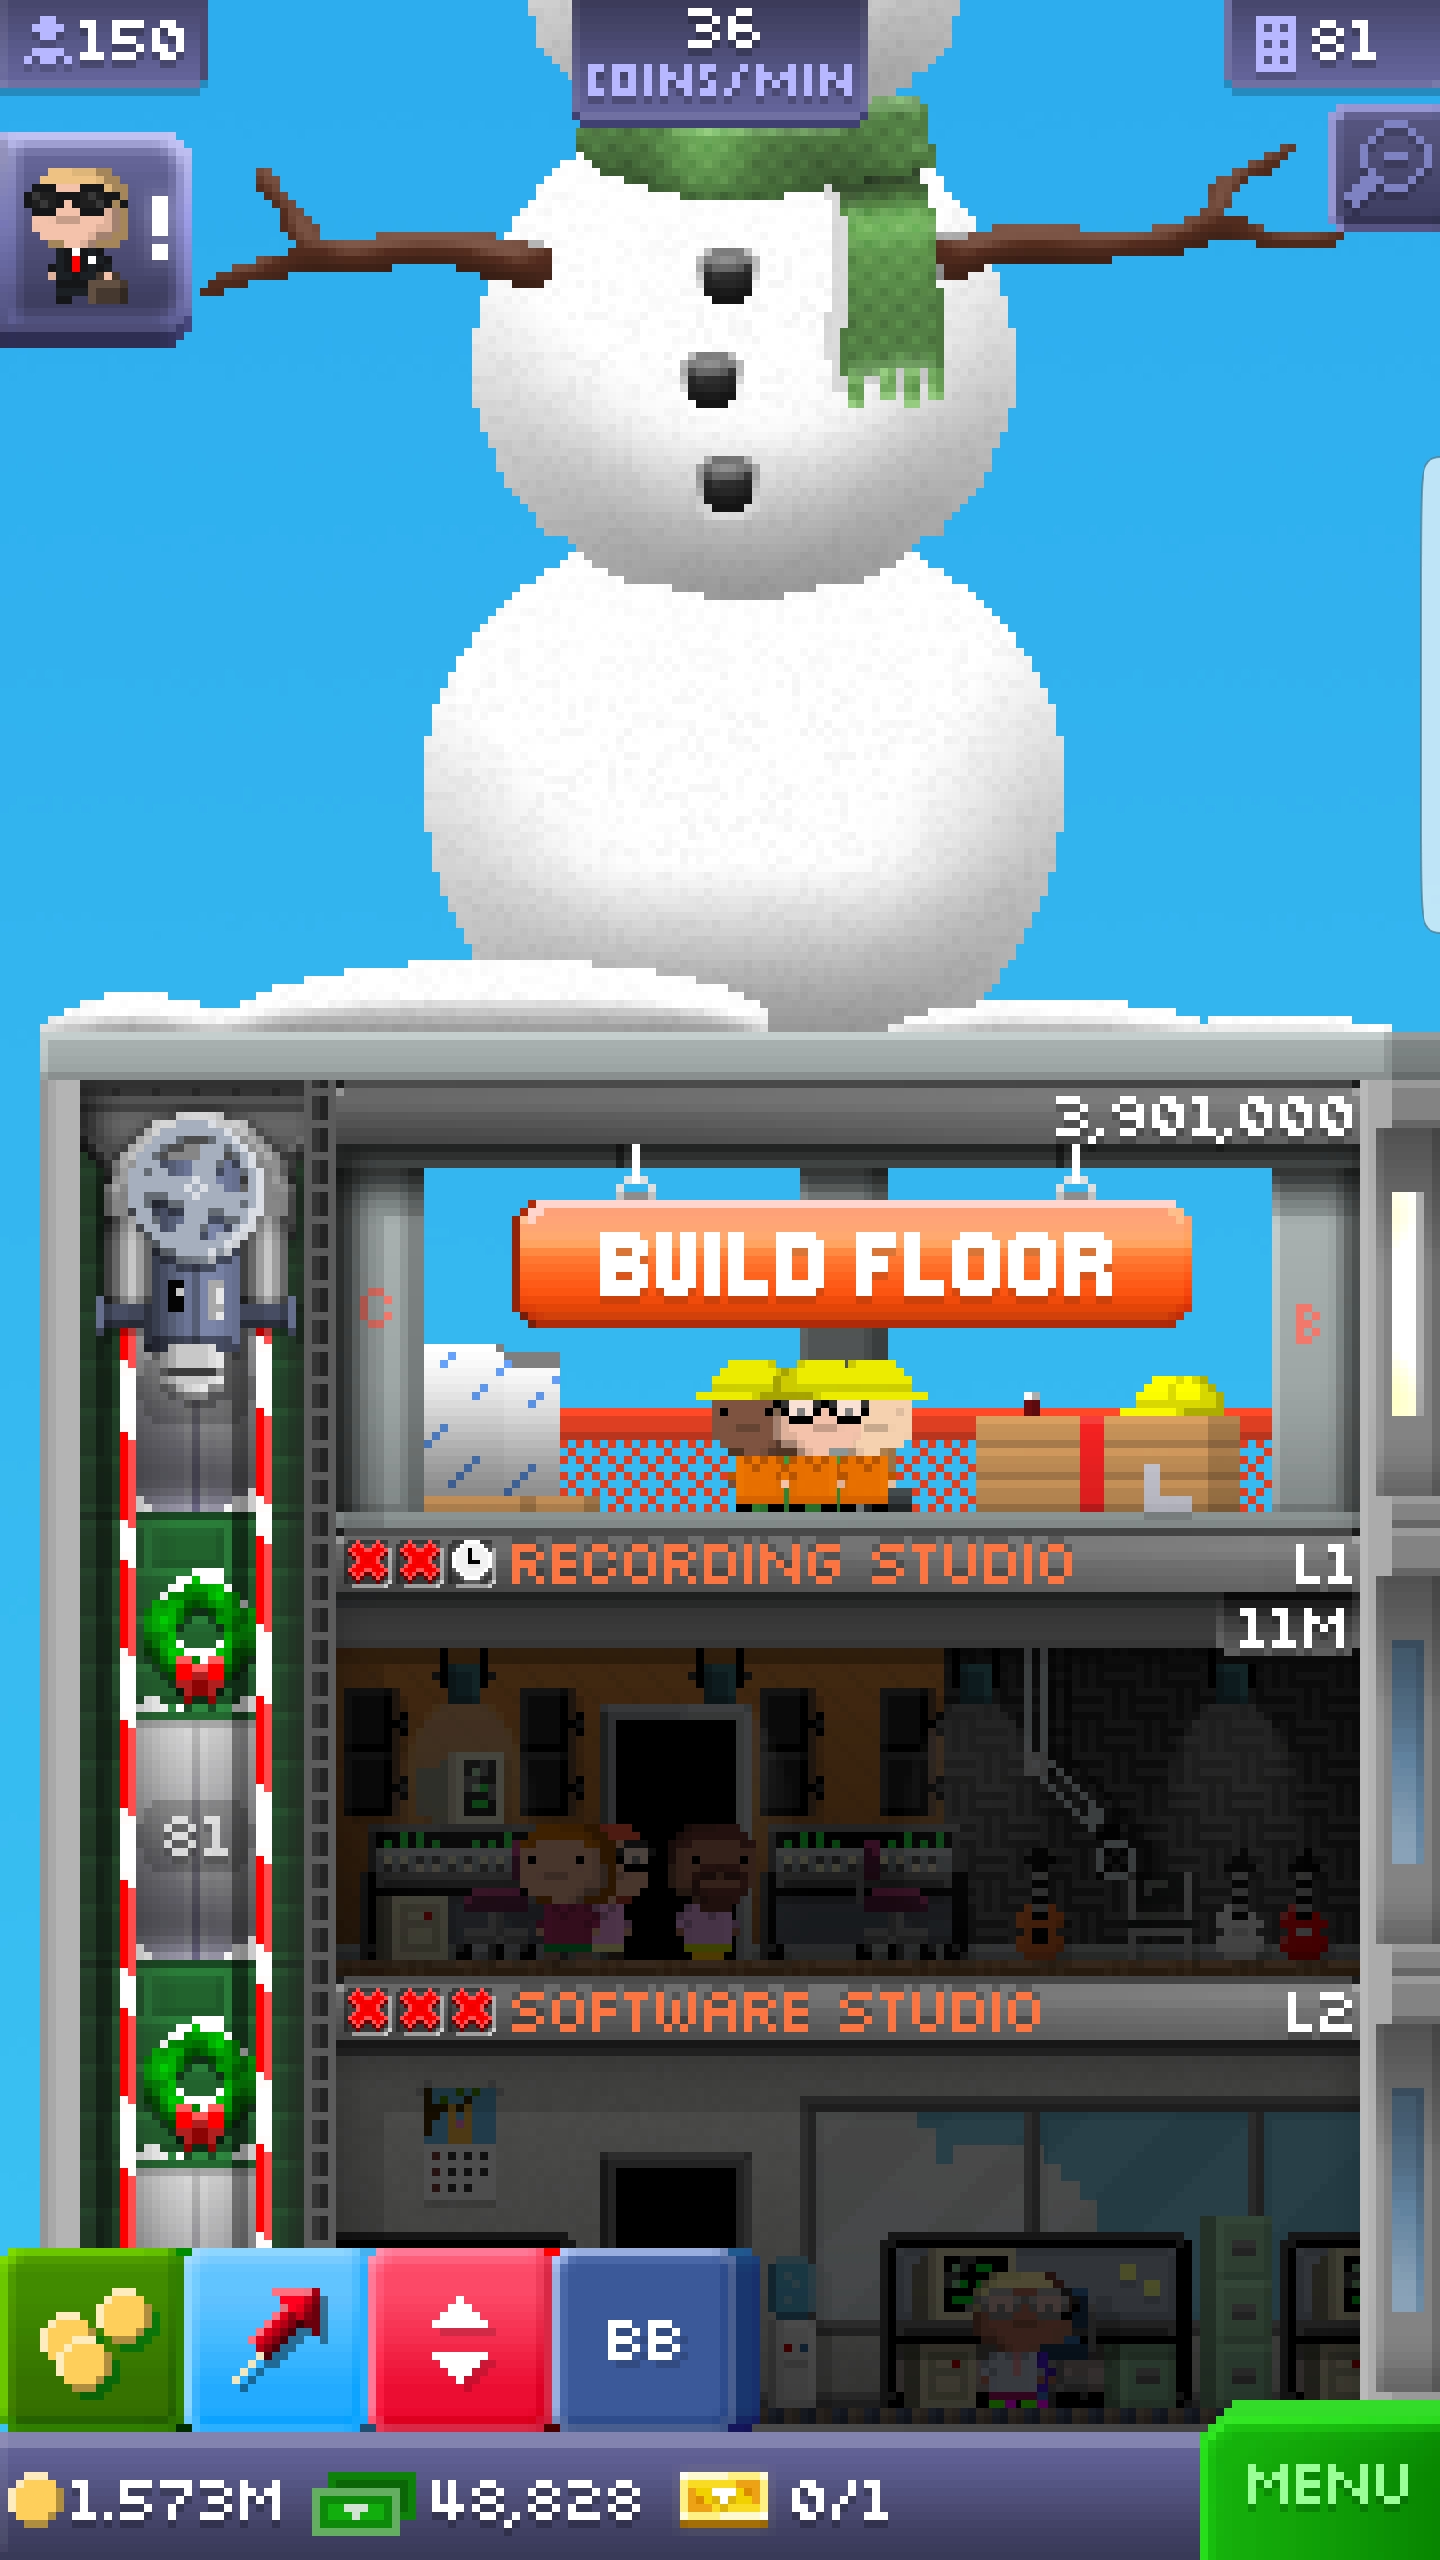 150
36
COINS/MIN
81
!
3,901,000
BUILD FLOOR
C
B
RECORDING STUDIO L1
11M
81
SOFTWARE STUDIO L2
BB
1.573M 48,828 0/1
MENU